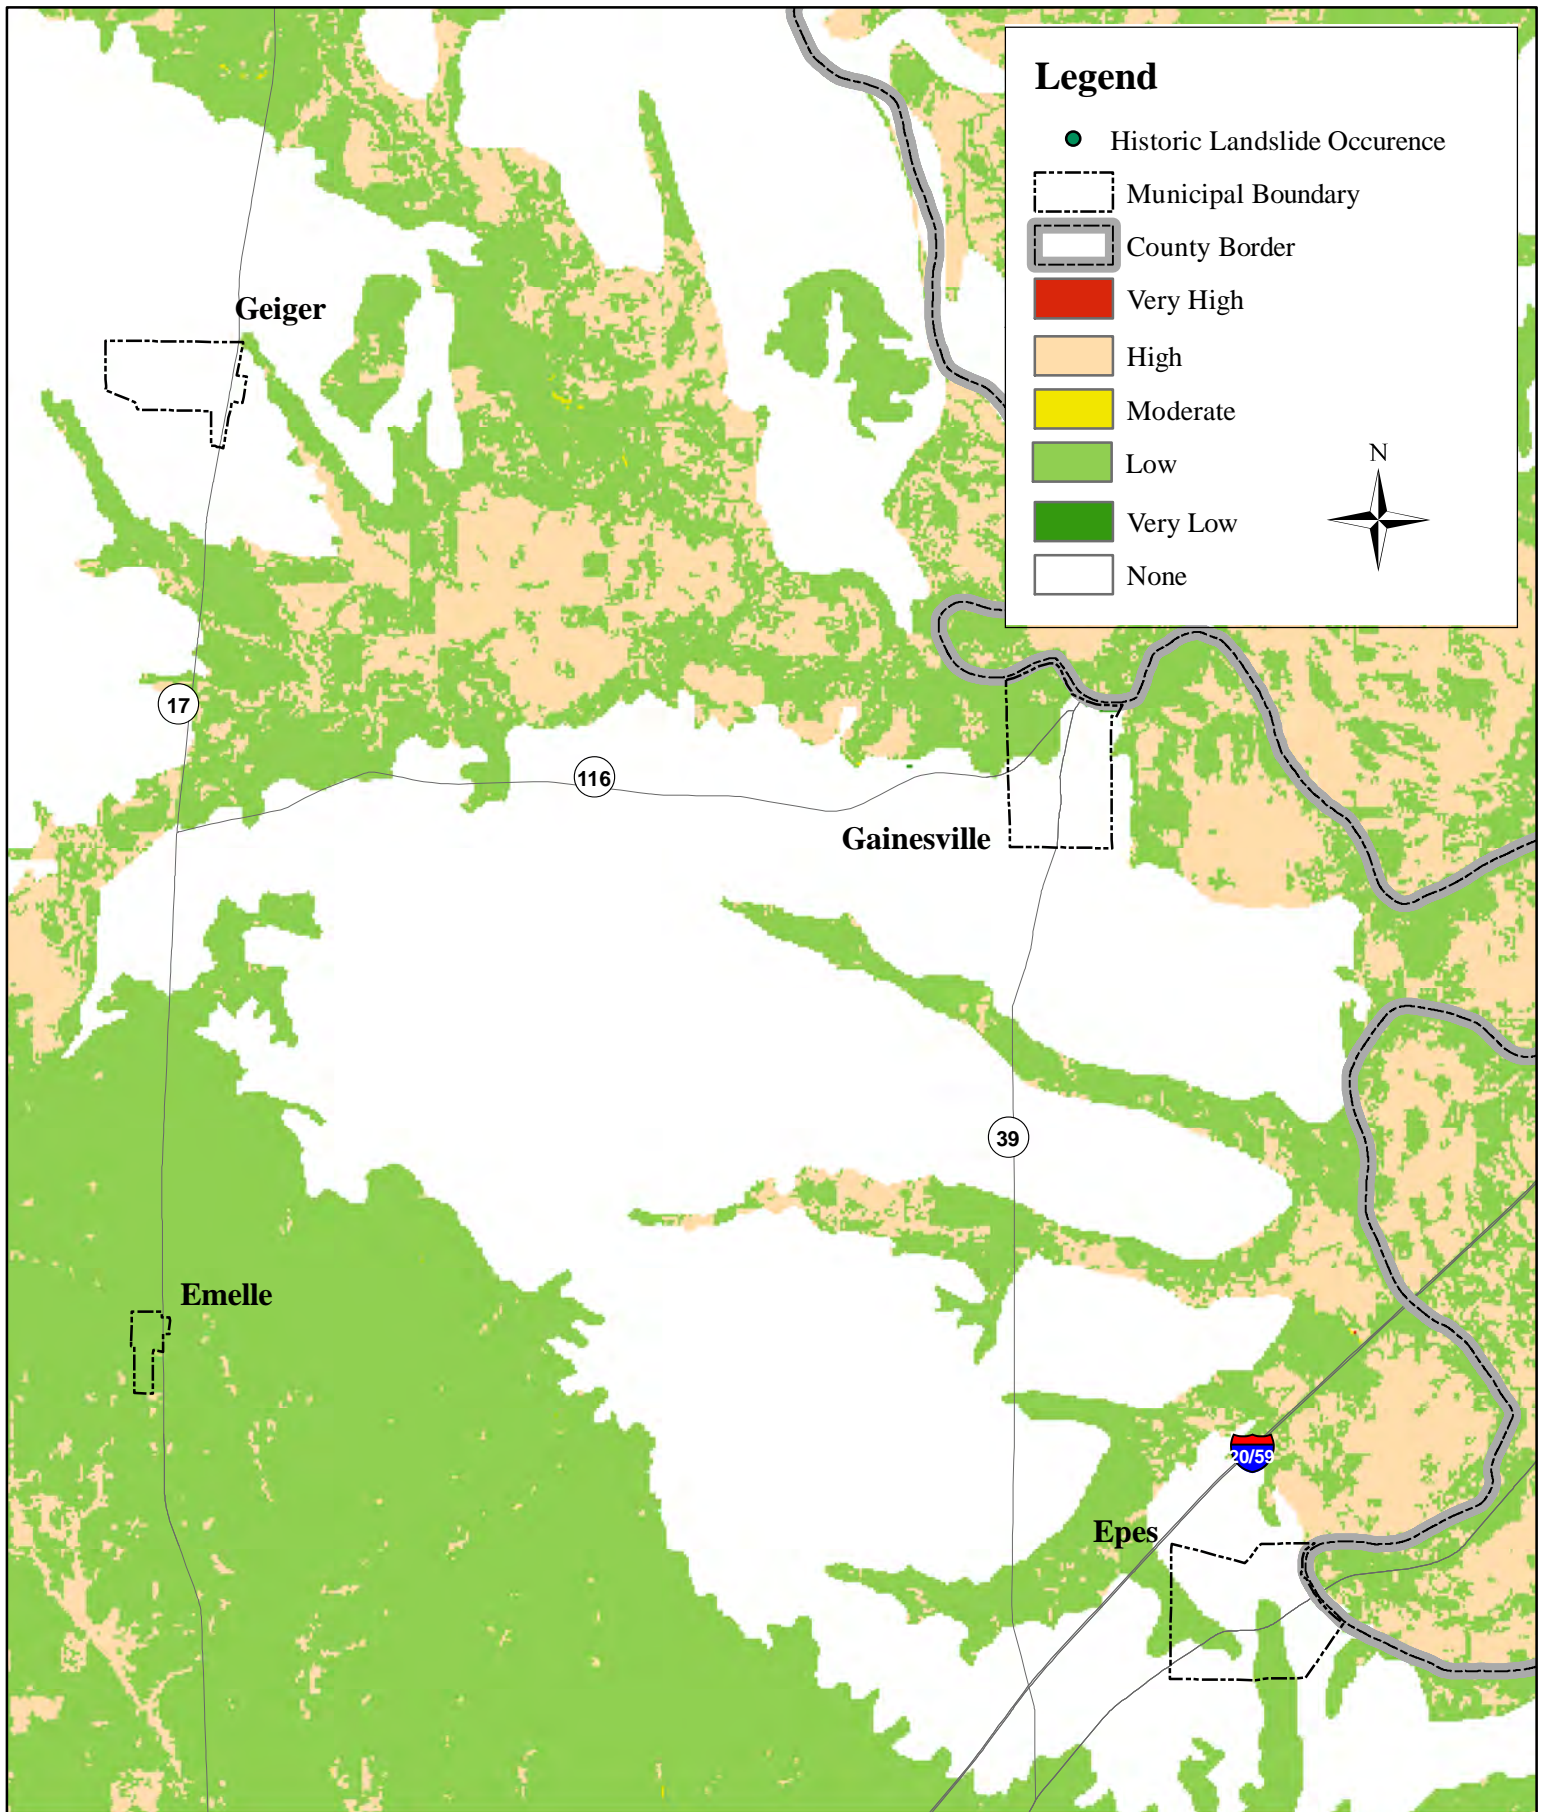 Legend
Historic Landslide Occurence
Municipal Boundary
County Border
Very High
High
Moderate
Low
Very Low
None
N
Geiger
17
116
Gainesville
39
Emelle
20/59
Epes